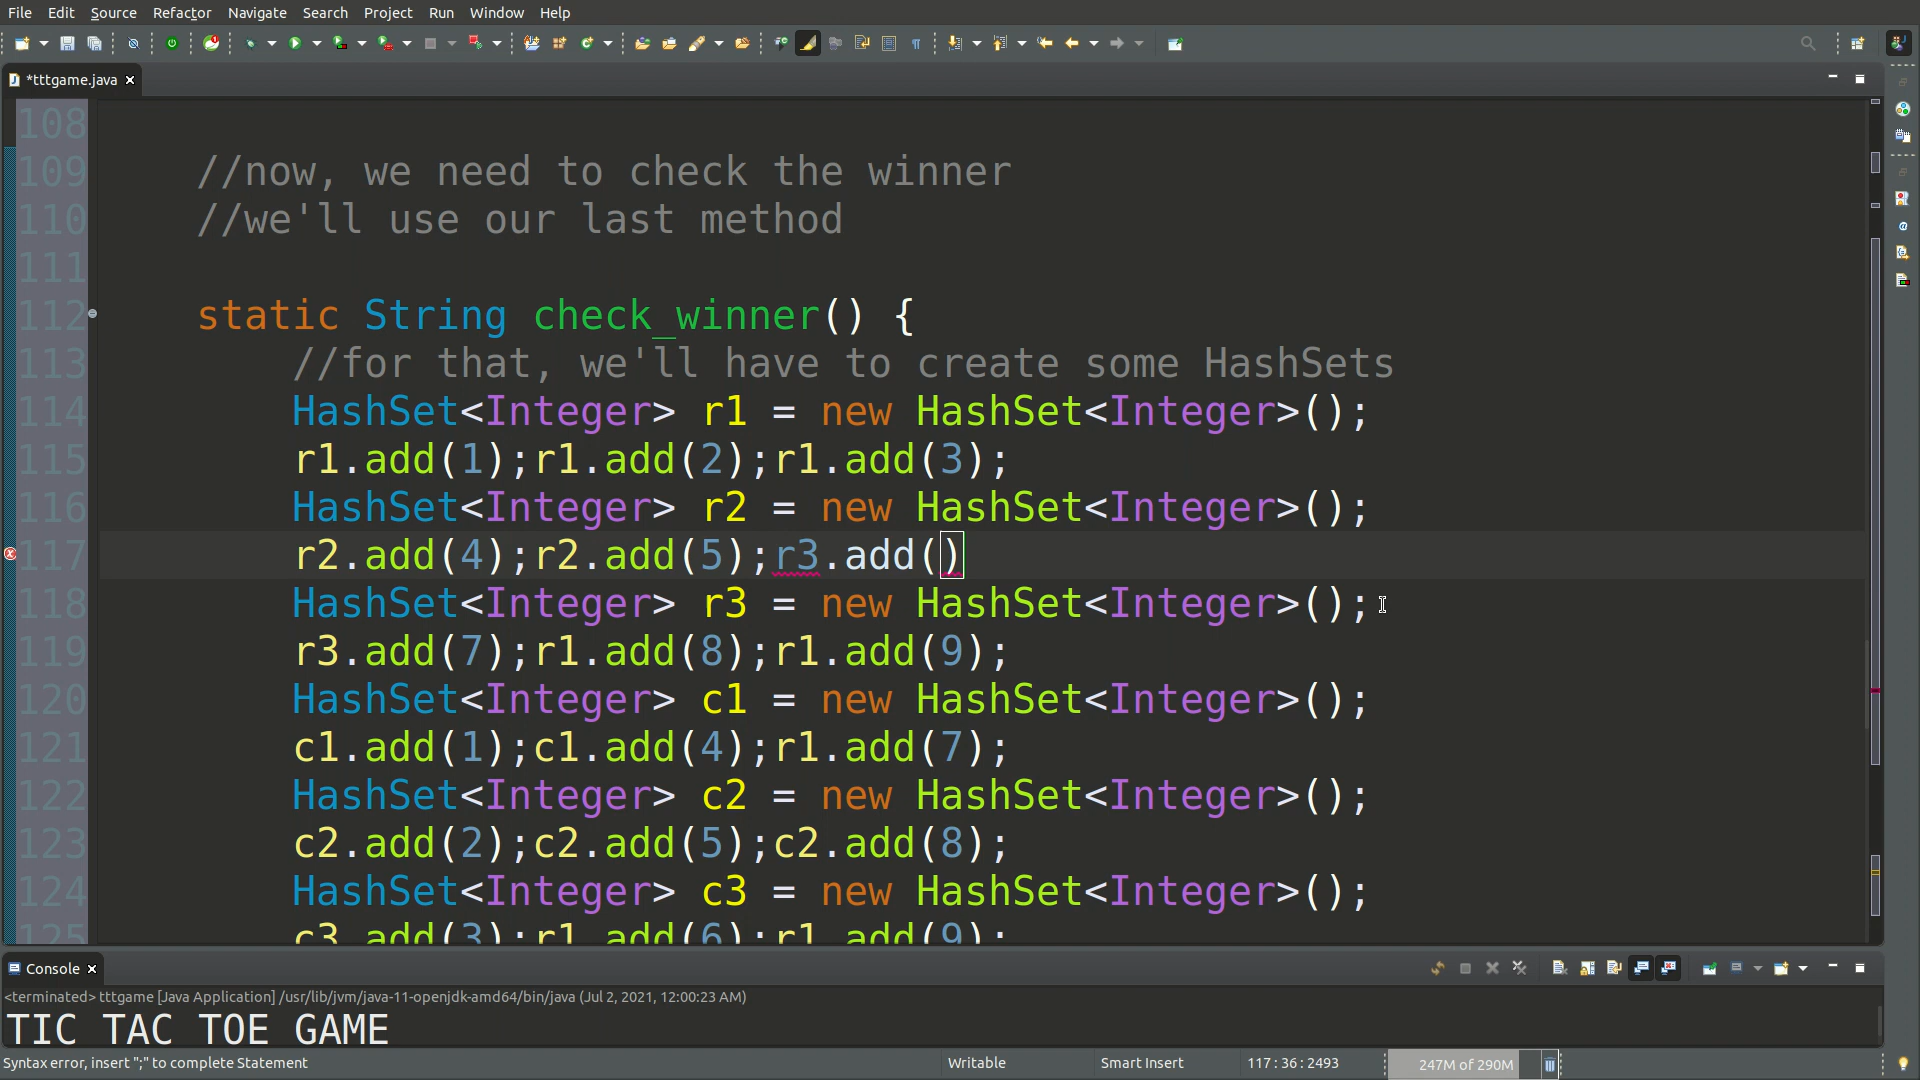 File Edit Source Refactor Navigate Search Project Run Window Help
*tttgame.java
108
109 //now, we need to check the winner
110 //we'll use our last method
111
112 static String check_winner() {
113 //for that, we'll have to create some HashSets
114 HashSet<Integer> r1 = new HashSet<Integer>();
115 r1.add(1);r1.add(2);r1.add(3);
116 HashSet<Integer> r2 = new HashSet<Integer>();
117 r2.add(4);r2.add(5);r3.add()
118 HashSet<Integer> r3 = new HashSet<Integer>();
119 r3.add(7);r1.add(8);r1.add(9);
120 HashSet<Integer> c1 = new HashSet<Integer>();
121 c1.add(1);c1.add(4);r1.add(7);
122 HashSet<Integer> c2 = new HashSet<Integer>();
123 c2.add(2);c2.add(5);c2.add(8);
124 HashSet<Integer> c3 = new HashSet<Integer>();
125 c3.add(3);r1.add(6);r1.add(9);
Console
<terminated> tttgame [Java Application] /usr/lib/jvm/java-11-openjdk-amd64/bin/java (Jul 2, 2021, 12:00:23 AM)
TIC TAC TOE GAME
Syntax error, insert ";" to complete Statement Writable Smart Insert 117 : 36 : 2493 247M of 290M